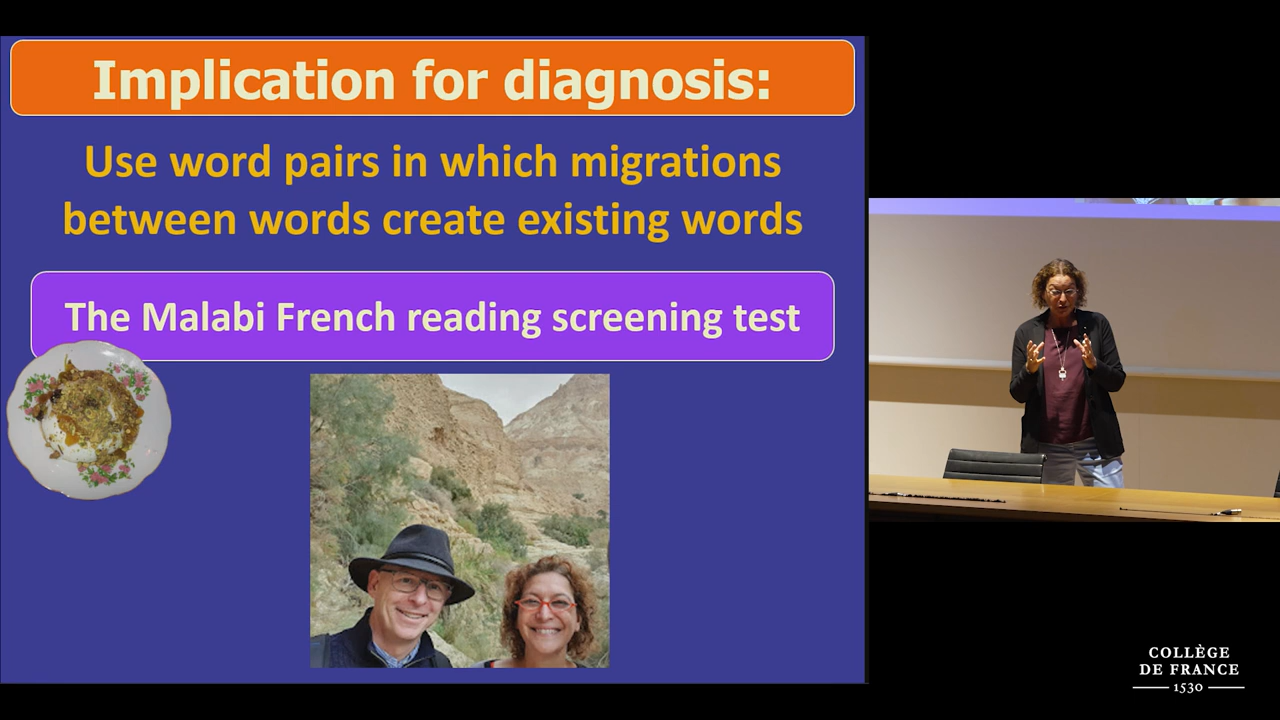 Implication for diagnosis:
Use word pairs in which migrations
between words create existing words
The Malabi French reading screening test
COLLÈGE
DE FRANCE
1530